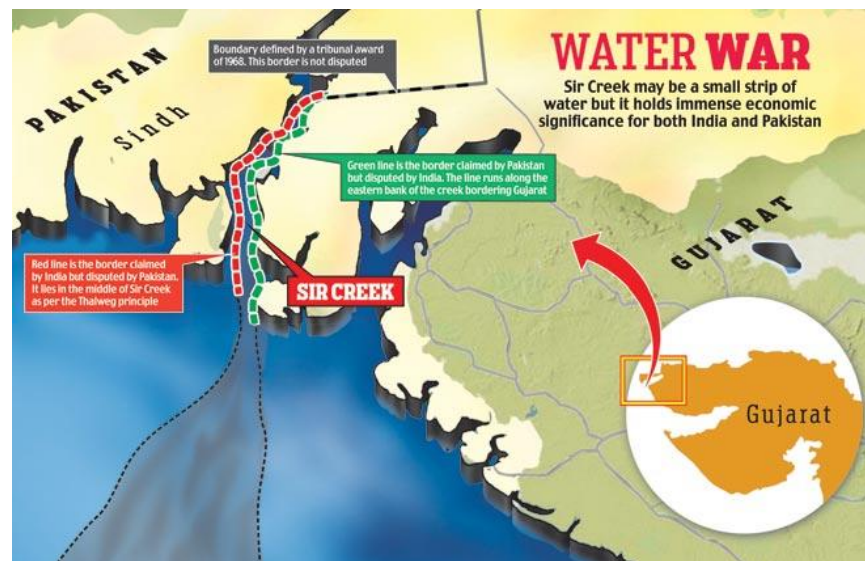 WATER WAR
Sir Creek may be a small strip of
water but it holds immense economic
significance for both India and Pakistan
Boundary defined by a tribunal award
of 1968. This border is not disputed
PAKISTAN
Sindh
Green line is the border claimed by Pakistan
but disputed by India. The line runs along the
eastern bank of the creek bordering Gujarat
GUJARAT
Red line is the border claimed
by India but disputed by Pakistan.
It lies in the middle of Sir Creek
as per the Thalweg principle
SIR CREEK
Gujarat